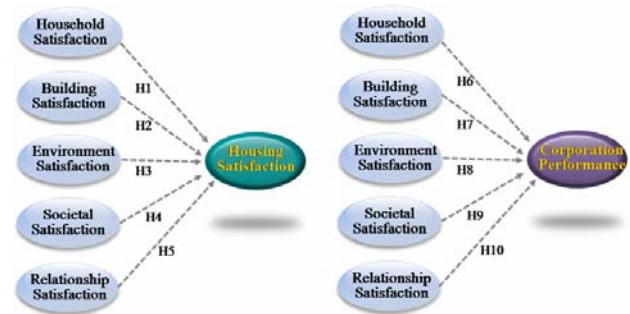 Household
Satisfaction
H1
Building
Satisfaction
H2
Environment
Satisfaction
H3
Housing
Satisfaction
Societal
Satisfaction
H4
H5
Relationship
Satisfaction
Household
Satisfaction
H6
Building
Satisfaction
H7
Environment
Satisfaction
H8
Corporation
Performance
Societal
Satisfaction
H9
H10
Relationship
Satisfaction